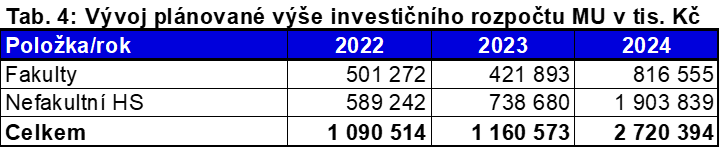 Tab. 4: Vývoj plánované výše investičního rozpočtu MU v tis. Kč
Položka/rok 2022 2023 2024
Fakulty 501 272 421 893 816 555
Nefakultní HS 589 242 738 680 1 903 839
Celkem 1 090 514 1 160 573 2 720 394